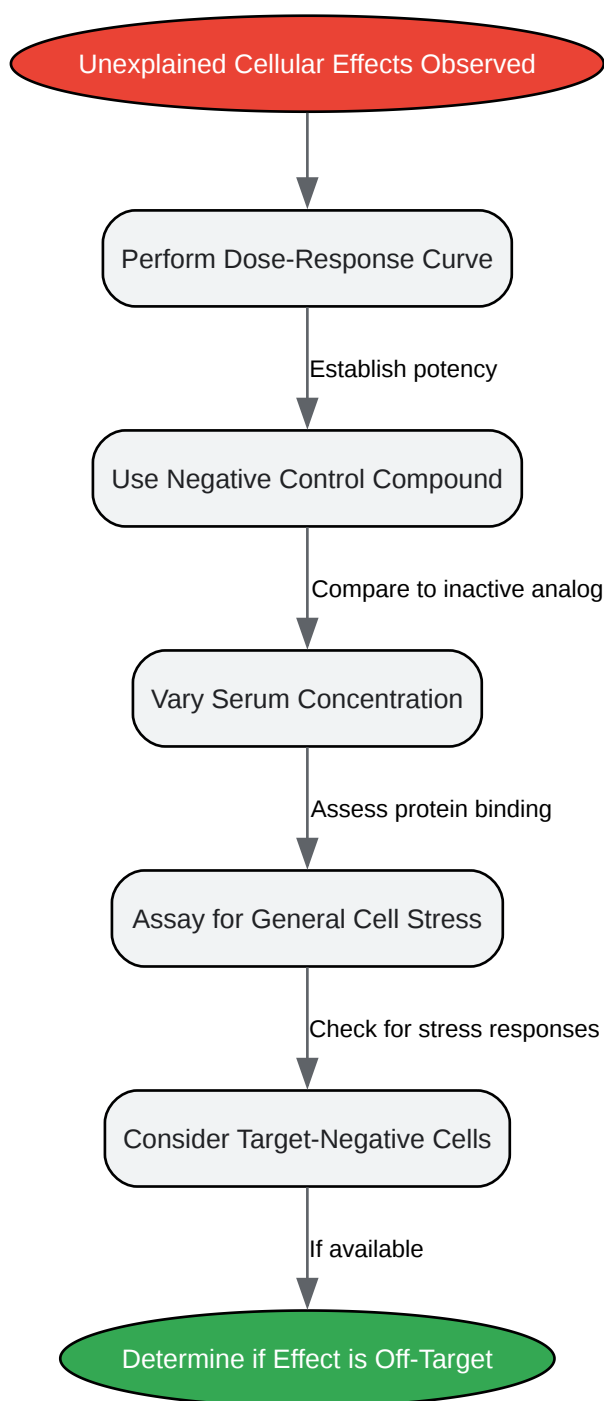 Unexplained Cellular Effects Observed
Perform Dose-Response Curve
Establish potency
Use Negative Control Compound
Compare to inactive analog
Vary Serum Concentration
Assess protein binding
Assay for General Cell Stress
Check for stress responses
Consider Target-Negative Cells
If available
Determine if Effect is Off-Target